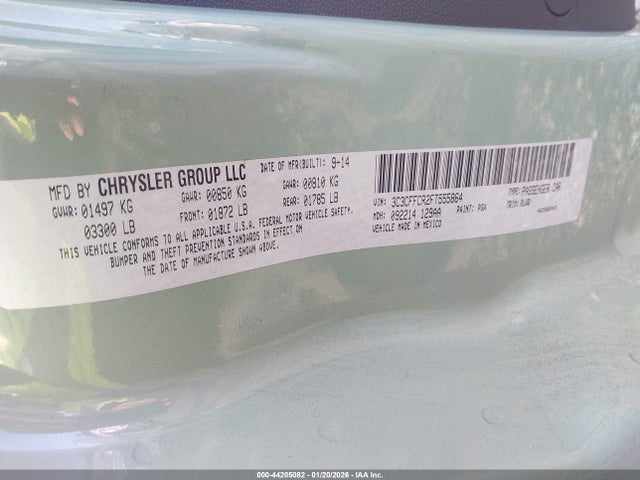 MFD BY CHRYSLER GROUP LLC DATE OF MFR(BUILT): 9-14
GVWR: 01497 KG GAWR: 00850 KG GAWR: 00810 KG
03300 LB FRONT: 01872 LB REAR: 01785 LB
THIS VEHICLE CONFORMS TO ALL APPLICABLE U.S.A. FEDERAL MOTOR VEHICLE SAFETY,
BUMPER AND THEFT PREVENTION STANDARDS IN EFFECT ON
THE DATE OF MANUFACTURE SHOWN ABOVE.
VIN: 3C3CFFCR2FT555864 TYPE: PASSENGER CAR
MDH: 092214 129AA PAINT: PGA TRIM:
VEHICLE MADE IN MEXICO
000-44205082 - 01/20/2026 - IAA Inc.